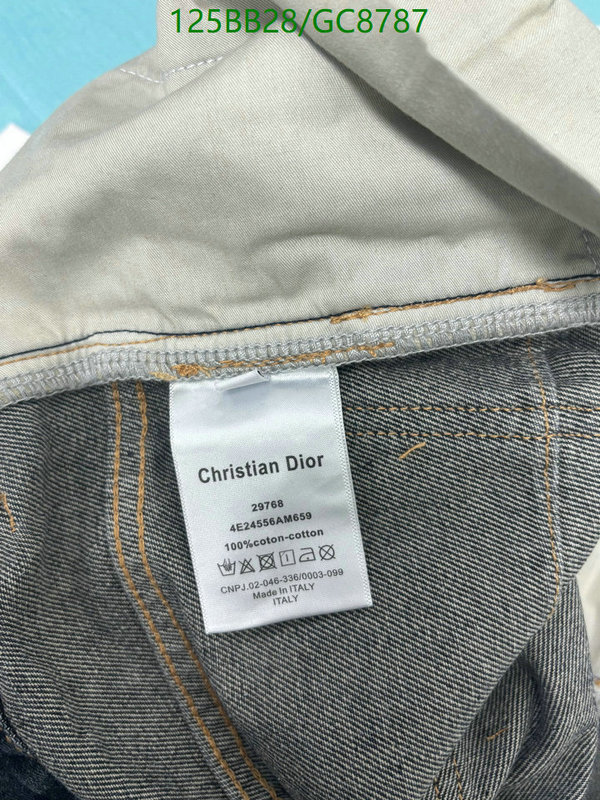 125BB28/GC8787
Christian Dior
29768
4E24556AM659
100%coton-cotton
CNPJ.02-046-336/0003-099
Made in ITALY
ITALY